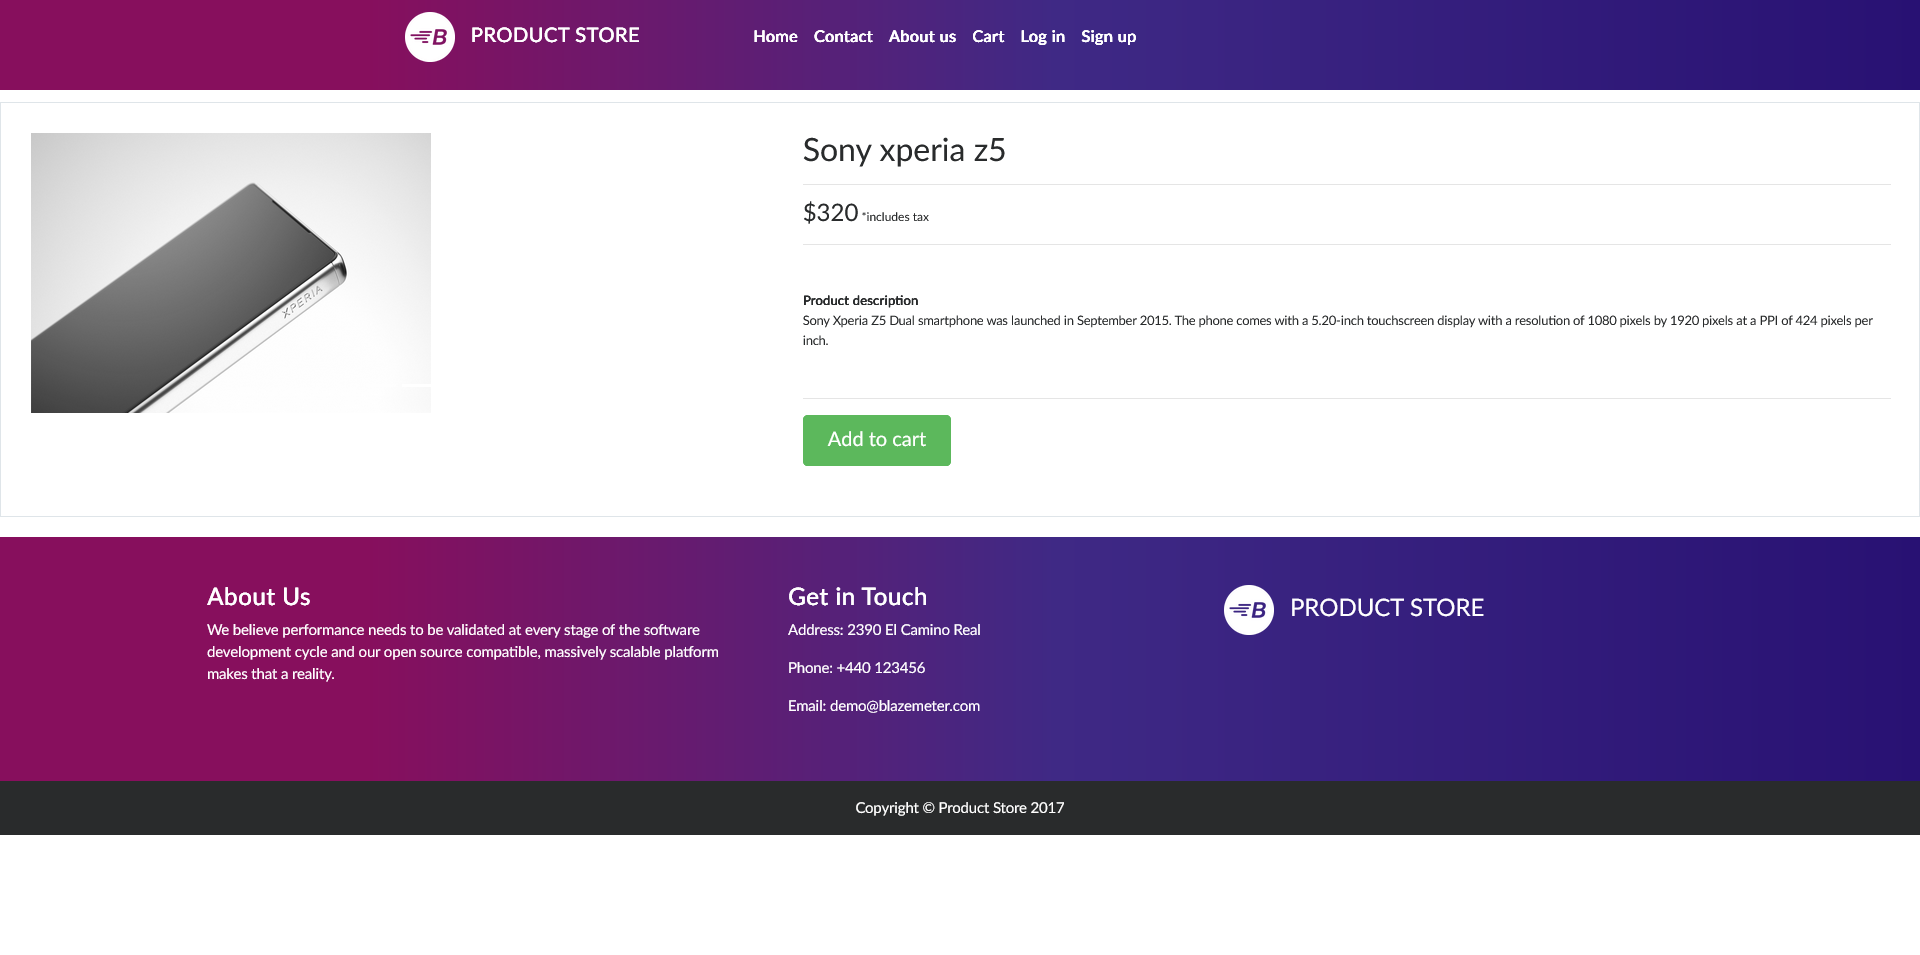 B PRODUCT STORE
Home Contact About us Cart Log in Sign up
XPERIA
Sony xperia z5
$320 *includes tax
Product description
Sony Xperia Z5 Dual smartphone was launched in September 2015. The phone comes with a 5.20-inch touchscreen display with a resolution of 1080 pixels by 1920 pixels at a PPI of 424 pixels per
inch.
Add to cart
About Us
We believe performance needs to be validated at every stage of the software
development cycle and our open source compatible, massively scalable platform
makes that a reality.
Get in Touch
Address: 2390 El Camino Real
Phone: +440 123456
Email: demo@blazemeter.com
B PRODUCT STORE
Copyright © Product Store 2017